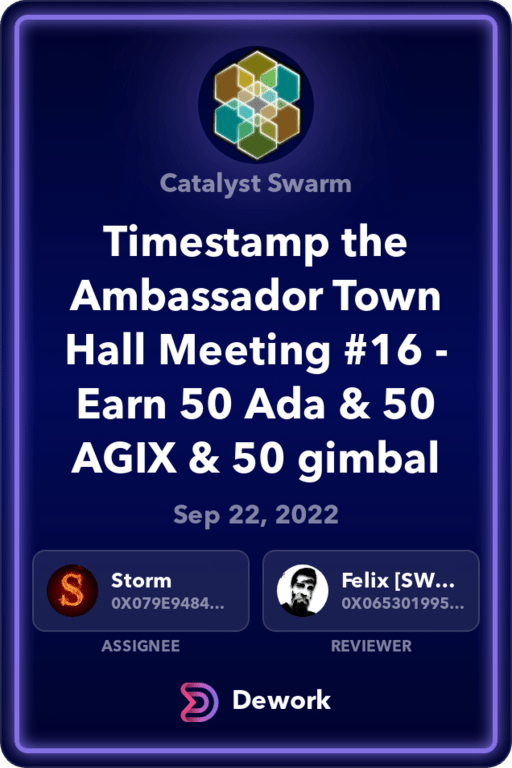 Catalyst Swarm
Timestamp the
Ambassador Town
Hall Meeting #16 -
Earn 50 Ada & 50
AGIX & 50 gimbal
Sep 22, 2022
S
Storm
0X079E9484...
Felix [SW...
0X065301995...
ASSIGNEE
REVIEWER
Dework